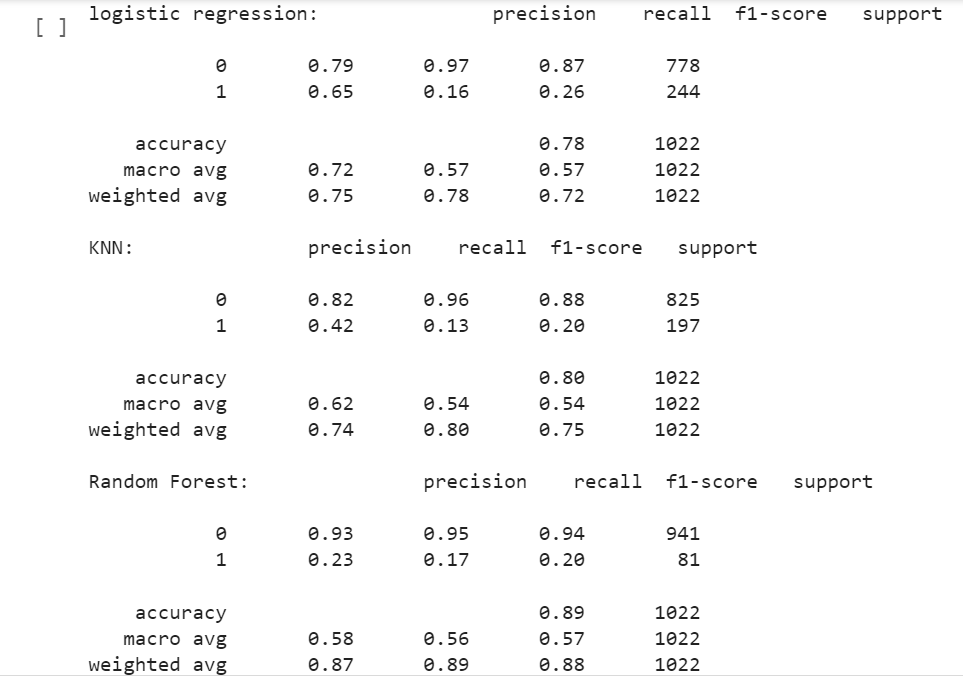 [ ]
logistic regression: precision recall f1-score support
0 0.79 0.97 0.87 778
1 0.65 0.16 0.26 244
accuracy 0.78 1022
macro avg 0.72 0.57 0.57 1022
weighted avg 0.75 0.78 0.72 1022
KNN: precision recall f1-score support
0 0.82 0.96 0.88 825
1 0.42 0.13 0.20 197
accuracy 0.80 1022
macro avg 0.62 0.54 0.54 1022
weighted avg 0.74 0.80 0.75 1022
Random Forest: precision recall f1-score support
0 0.93 0.95 0.94 941
1 0.23 0.17 0.20 81
accuracy 0.89 1022
macro avg 0.58 0.56 0.57 1022
weighted avg 0.87 0.89 0.88 1022